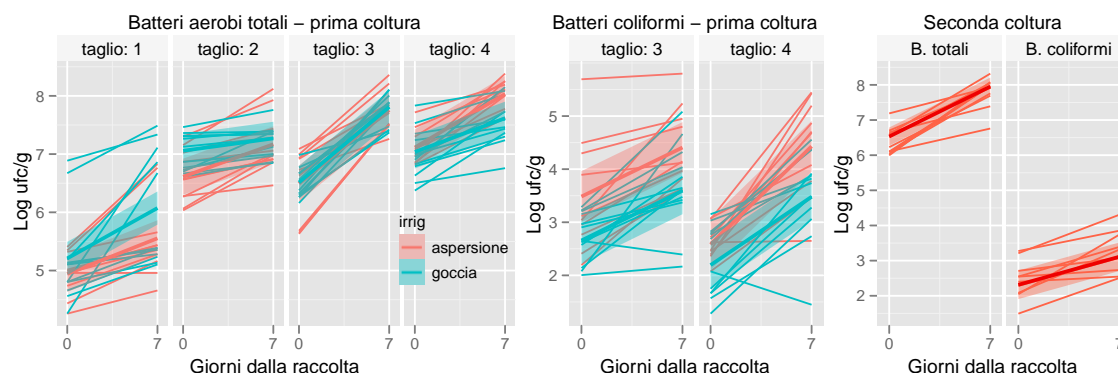 Batteri aerobi totali – prima coltura
taglio: 1 taglio: 2 taglio: 3 taglio: 4
Log ufc/g
8
7
6
5
irrig
aspersione
goccia
0 7 0 7 0 7 0 7
Giorni dalla raccolta
Batteri coliformi – prima coltura
taglio: 3 taglio: 4
Log ufc/g
5
4
3
2
0 7 0 7
Giorni dalla raccolta
Seconda coltura
B. totali B. coliformi
Log ufc/g
8
7
6
5
4
3
2
0 7 0 7
Giorni dalla raccolta